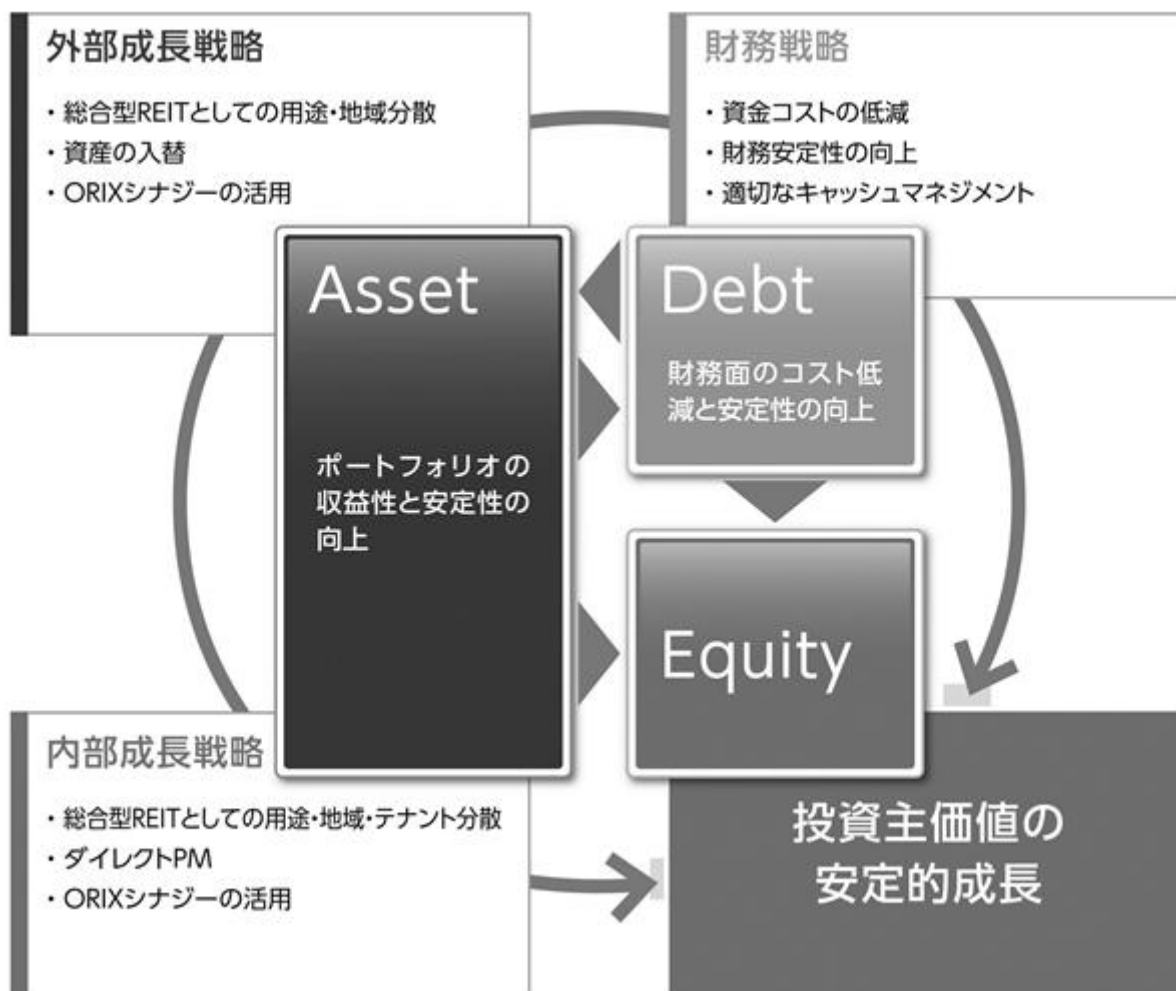 外部成長戦略
・総合型REITとしての用途・地域分散
・資産の入替
・ORIXシナジーの活用
財務戦略
・資金コストの低減
・財務安定性の向上
・適切なキャッシュマネジメント
Asset
ポートフォリオの
収益性と安定性の
向上
Debt
財務面のコスト低
減と安定性の向上
Equity
内部成長戦略
・総合型REITとしての用途・地域・テナント分散
・ダイレクトPM
・ORIXシナジーの活用
投資主価値の
安定的成長